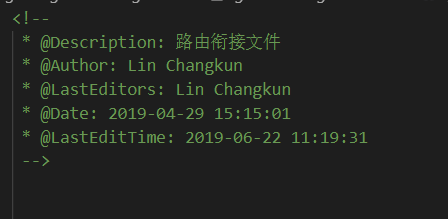 <!--
* @Description: 路由衔接文件
* @Author: Lin Changkun
* @LastEditors: Lin Changkun
* @Date: 2019-04-29 15:15:01
* @LastEditTime: 2019-06-22 11:19:31
-->